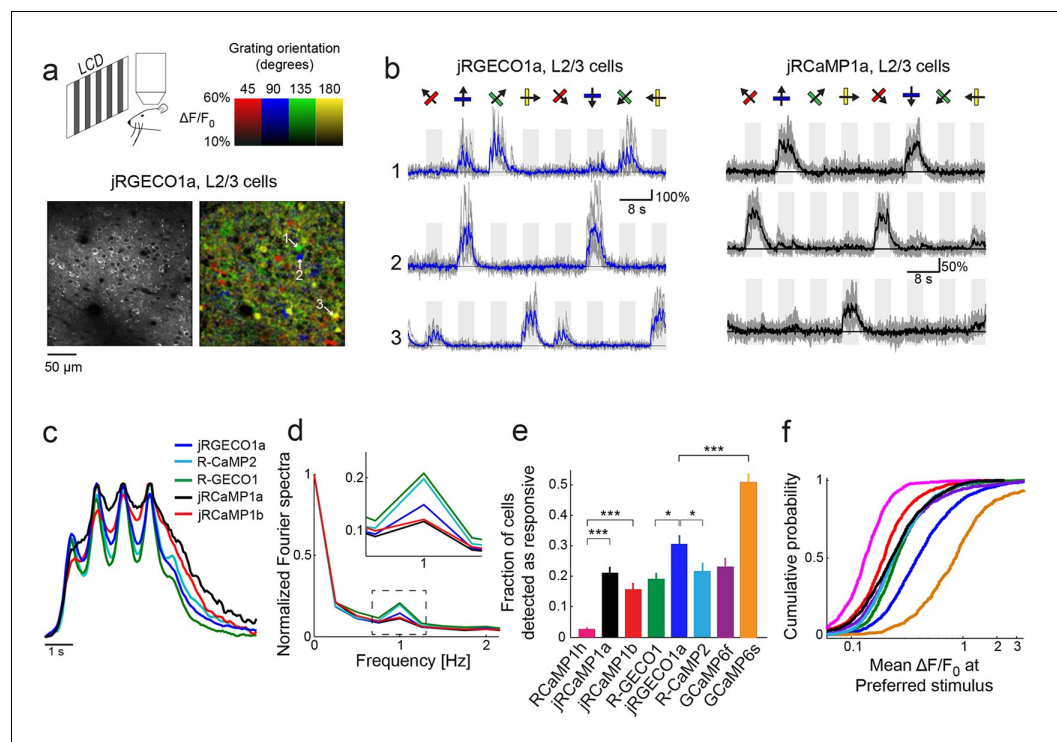 a
LCD
Grating orientation
(degrees)
45 90 135 180
60%
ΔF/F0
10%
jRGECO1a, L2/3 cells
1
2
3
50 µm
b
jRGECO1a, L2/3 cells
1
100%
8 s
2
3
jRCaMP1a, L2/3 cells
50%
8 s
c
jRGECO1a
R-CaMP2
R-GECO1
jRCaMP1a
jRCaMP1b
1 s
d
Normalized Fourier spectra
1
0.5
0
0.2
0.1
1
0 1 2
Frequency [Hz]
e
Fraction of cells
detected as responsive
0.5
0.4
0.3
0.2
0.1
0
***
***
***
*
*
RCaMP1h
jRCaMP1a
jRCaMP1b
R-GECO1
jRGECO1a
R-CaMP2
GCaMP6f
GCaMP6s
f
Cumulative probability
1
0.5
0
0.1 1 2 3
Mean ΔF/F0 at
Preferred stimulus